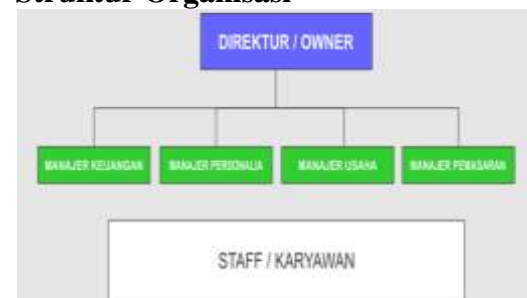 Struktur Organisasi
DIREKTUR / OWNER
MANAJER KEUANGAN
MANAJER PERSONALIA
MANAJER USAHA
MANAJER PEMASARAN
STAFF / KARYAWAN